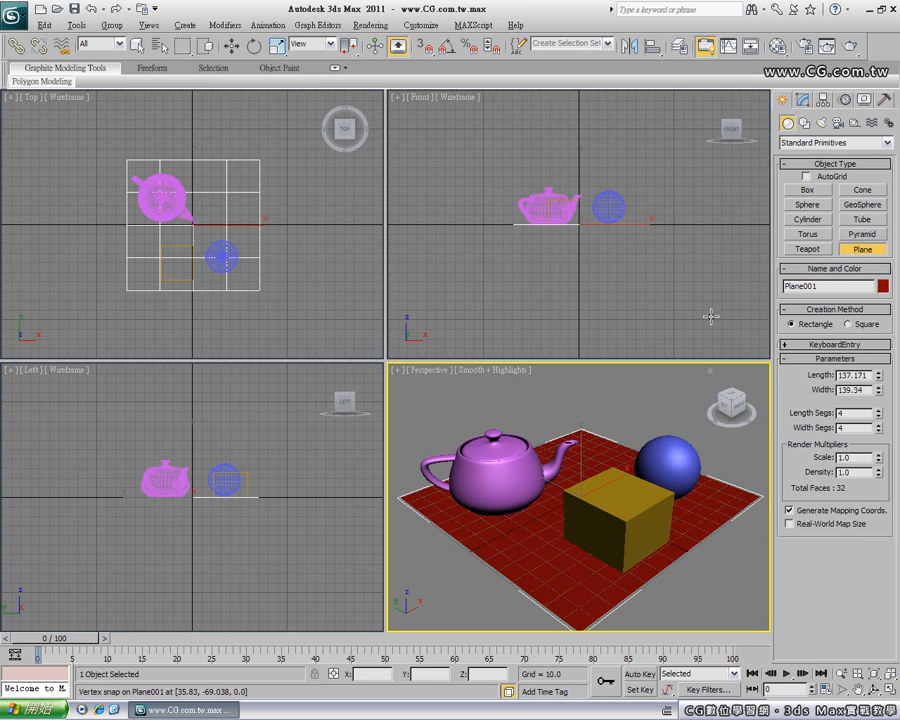 Autodesk 3ds Max 2011 - www.CG.com.tw.max
Type a keyword or phrase
Edit Tools Group Views Create Modifiers Animation Graph Editors Rendering Customize MAXScript Help
All
View
Create Selection Se
www.CG.com.tw
Graphite Modeling Tools Freeform Selection Object Paint
Polygon Modeling
[ + ] [ Top ] [ Wireframe ]
TOP
[ + ] [ Front ] [ Wireframe ]
FRONT
[ + ] [ Left ] [ Wireframe ]
LEFT
[ + ] [ Perspective ] [ Smooth + Highlights ]
Standard Primitives
- Object Type
AutoGrid
Box Cone
Sphere GeoSphere
Cylinder Tube
Torus Pyramid
Teapot Plane
- Name and Color
Plane001
- Creation Method
Rectangle Square
+ KeyboardEntry
- Parameters
Length: 137.171
Width: 139.34
Length Segs: 4
Width Segs: 4
Render Multipliers
Scale: 1.0
Density: 1.0
Total Faces : 32
Generate Mapping Coords.
Real-World Map Size
< 0 / 100 >
0 5 10 15 20 25 30 35 40 45 50 55 60 65 70 75 80 85 90 95 100
1 Object Selected
X: Y: Z:
Grid = 10.0
Auto Key
Selected
Welcome to M
Vertex snap on Plane001 at [35.83, -69.038, 0.0]
Add Time Tag
Set Key
Key Filters...
0
開始
www.CG.com.tw.max ...
CG數位學習網 · 3ds Max實戰教學